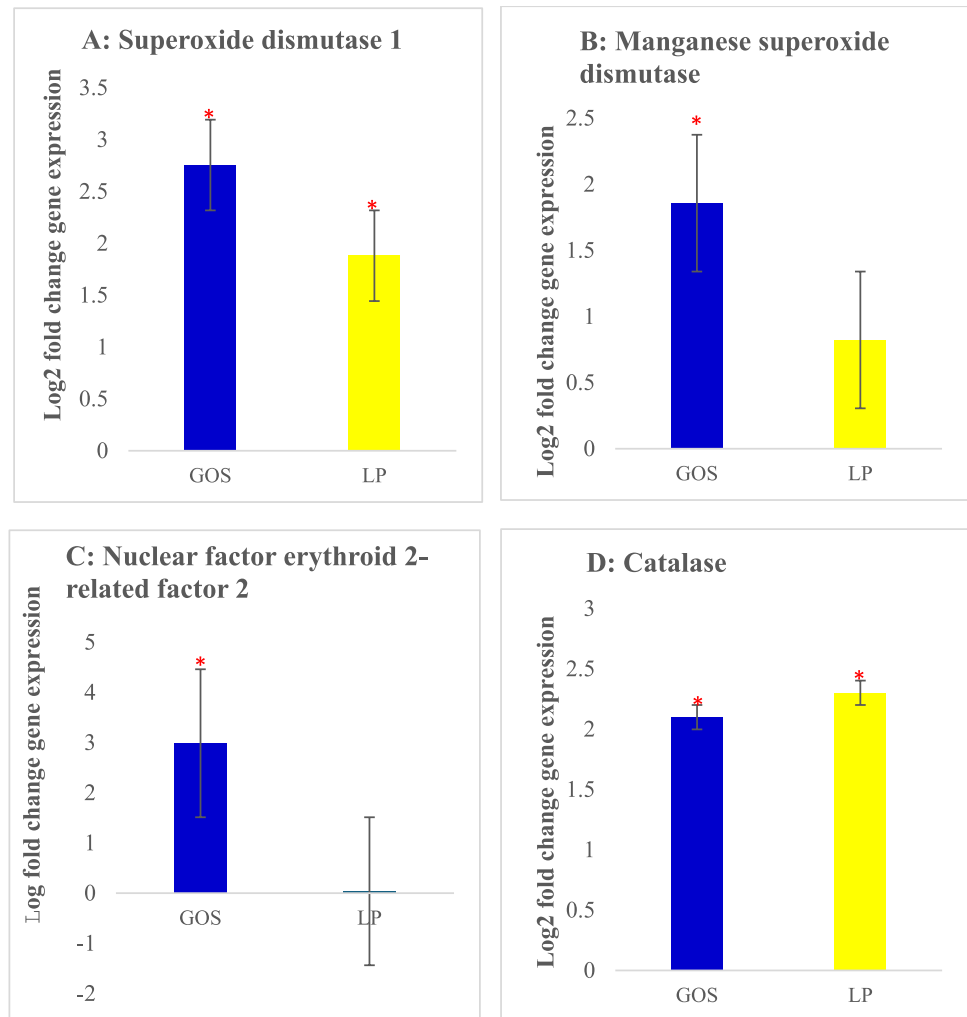 A: Superoxide dismutase 1
Log2 fold change gene expression
3.5
3
2.5
2
1.5
1
0.5
0
*
*
GOS
LP
B: Manganese superoxide
dismutase
Log2 fold change gene expression
2.5
2
1.5
1
0.5
0
*
GOS
LP
C: Nuclear factor erythroid 2-
related factor 2
Log fold change gene expression
5
4
3
2
1
0
-1
-2
*
GOS
LP
D: Catalase
Log2 fold change gene expression
3
2.5
2
1.5
1
0.5
0
*
*
GOS
LP